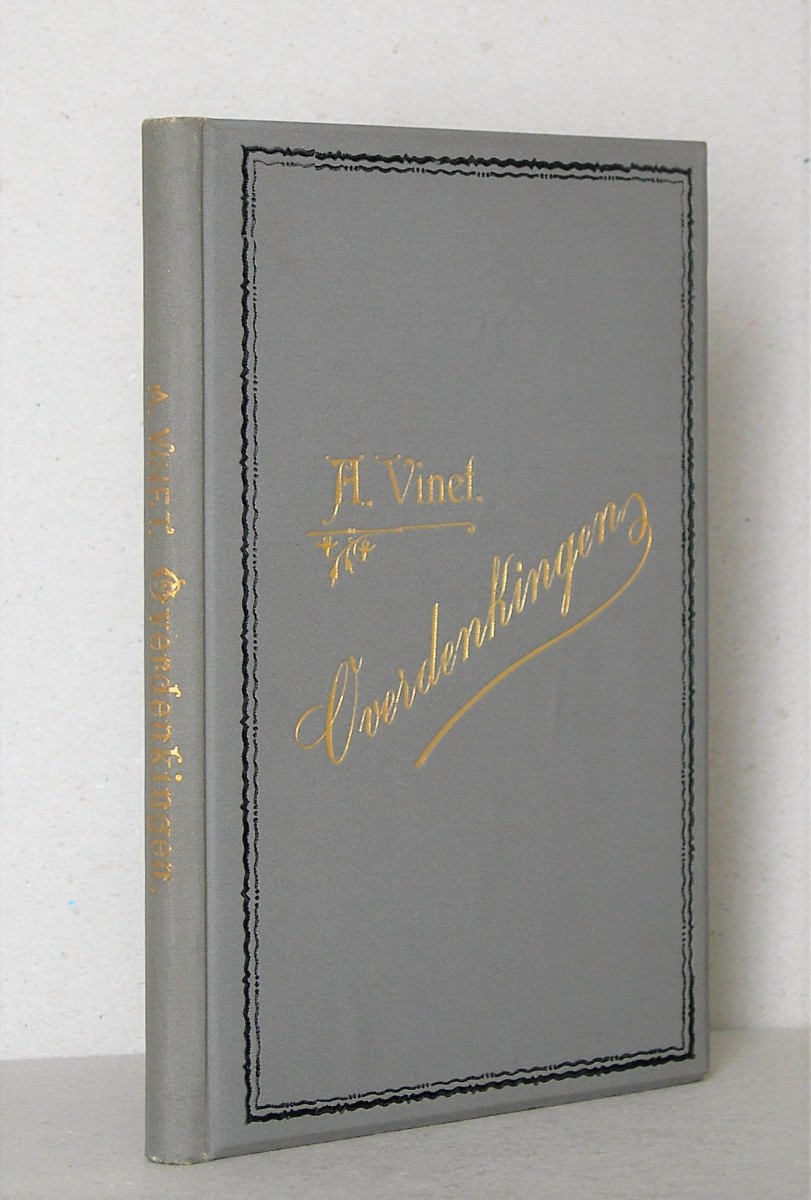 A. Vinet.
Overdenkingen
A. VINET. Overdenkingen.